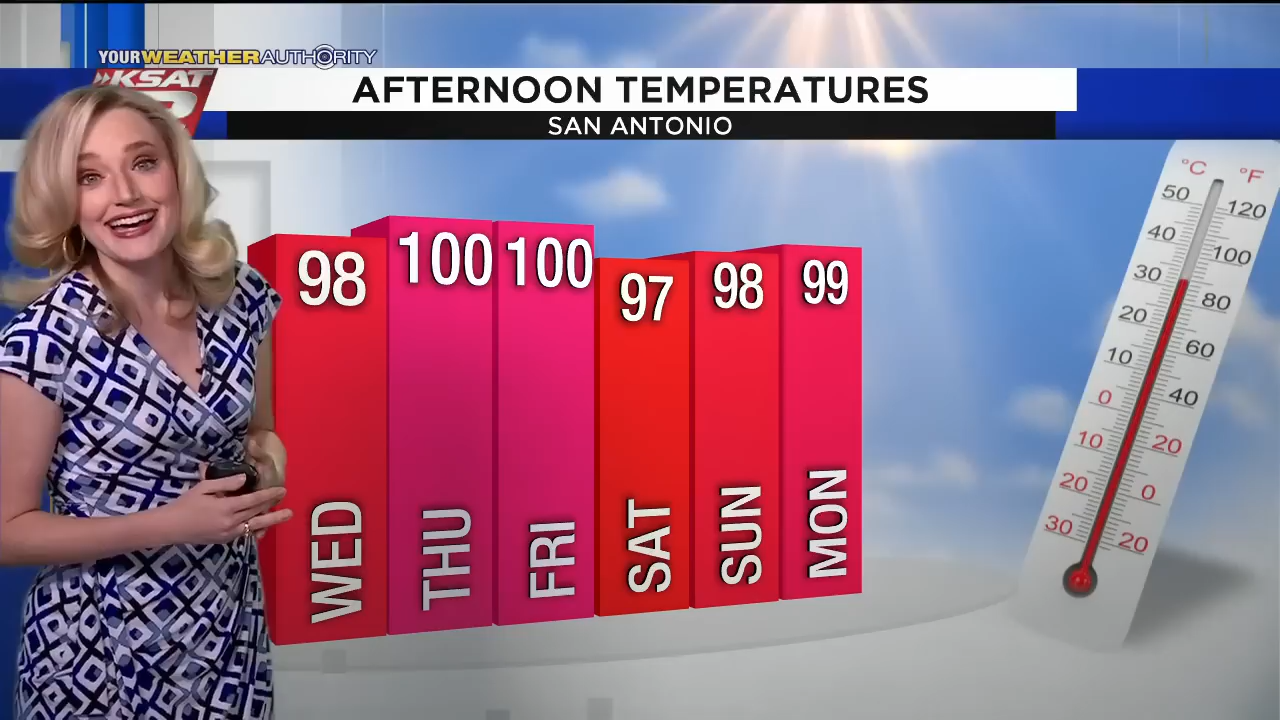 YOURWEATHERAUTHORITY
KSAT
AFTERNOON TEMPERATURES
SAN ANTONIO
98 100 100 97 98 99
WED THU FRI SAT SUN MON
°C °F
50 120
40 100
30 80
20 60
10 40
0 20
10 0
20 20
30